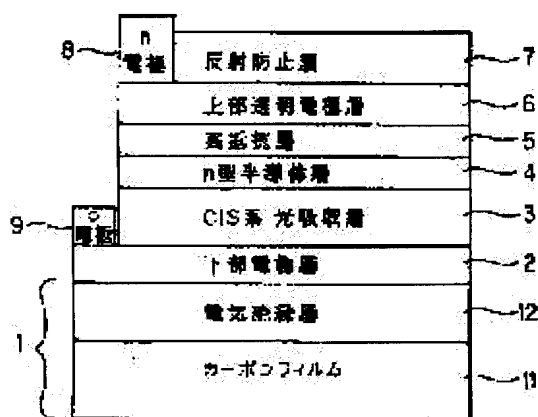 8
n
電極
反射防止層
7
上部透明電極層
6
高抵抗層
5
n型半導体層
4
CIS系 光吸収層
3
9
電極
下部電極層
2
1
電気絶縁層
12
カーボンフィルム
11